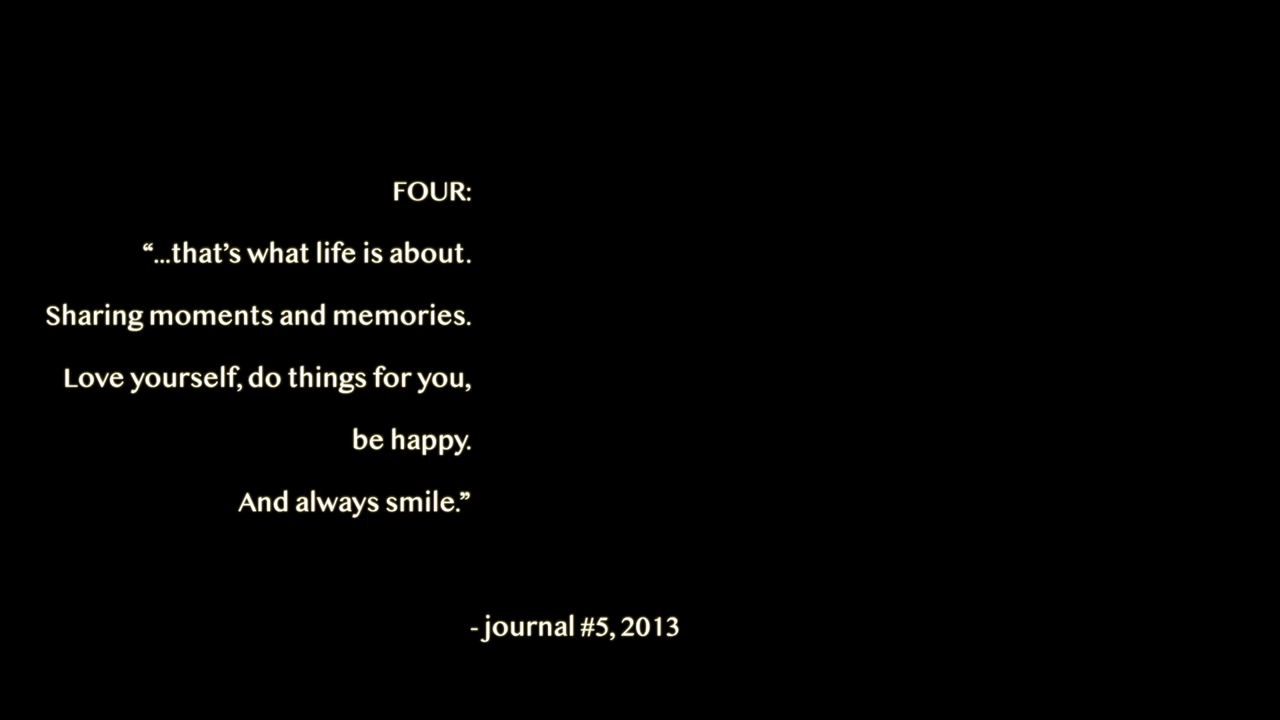 FOUR:
“...that’s what life is about.
Sharing moments and memories.
Love yourself, do things for you,
be happy.
And always smile.”
- journal #5, 2013